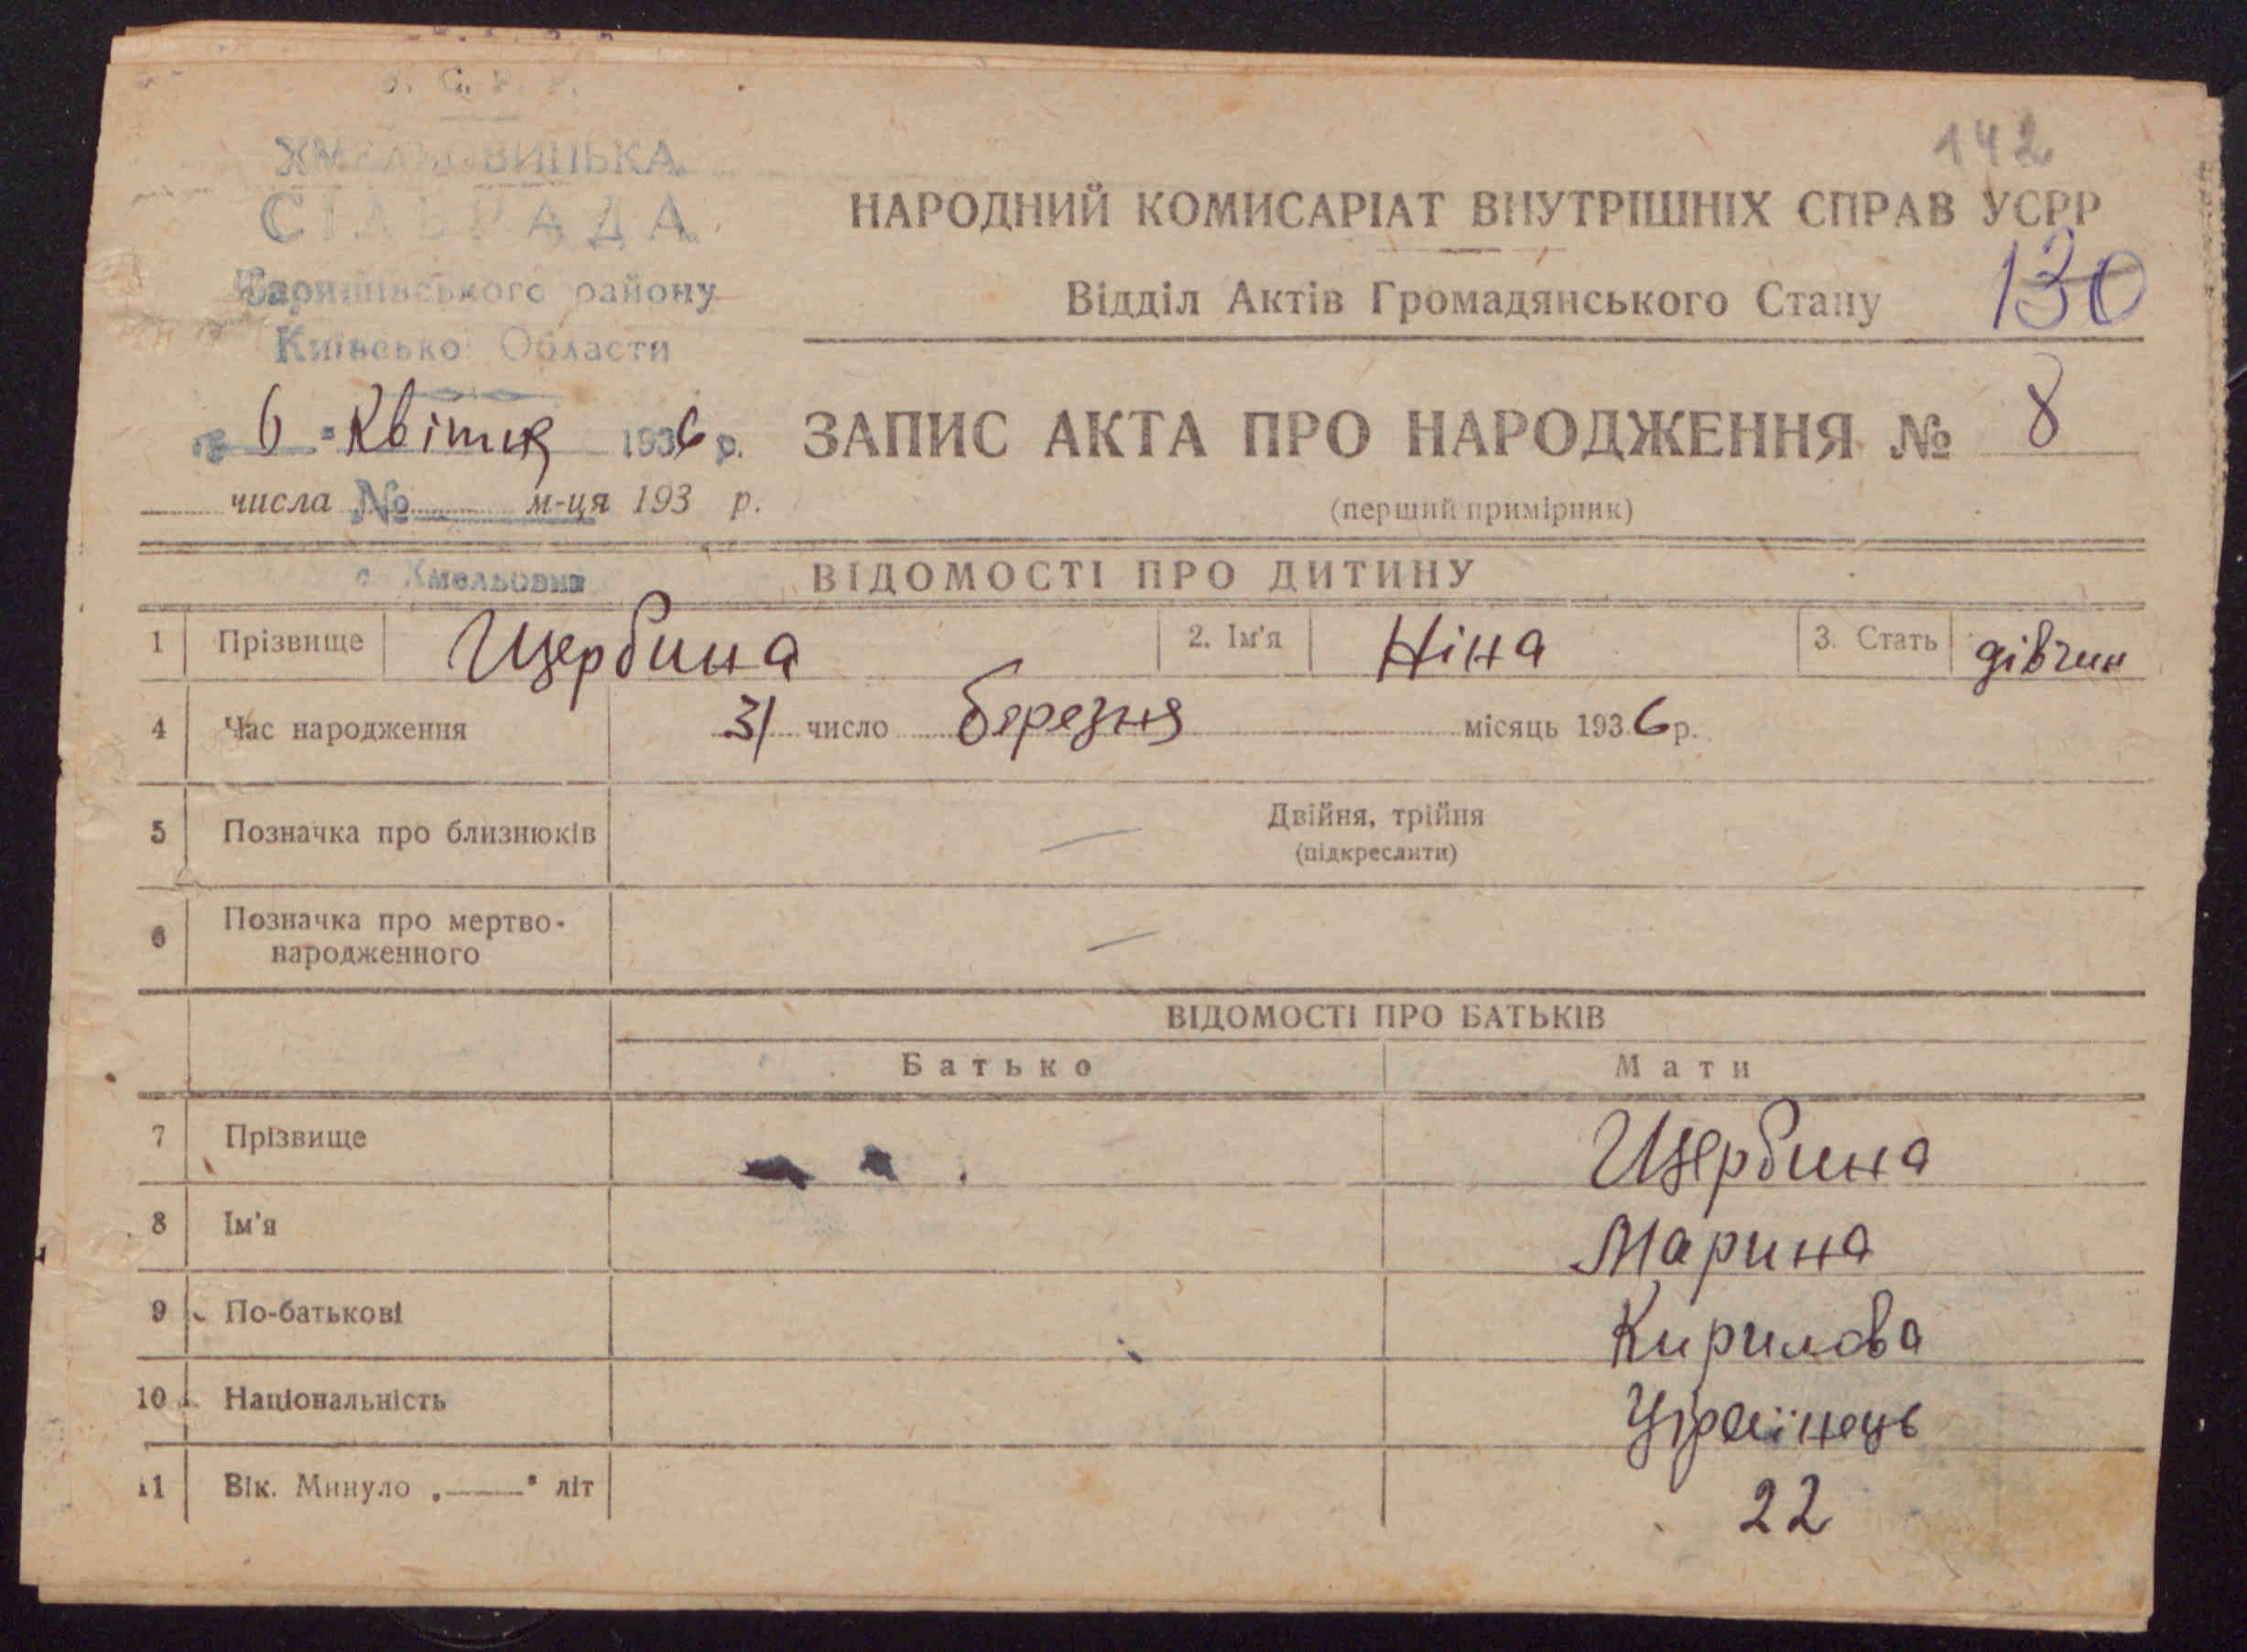 У. С. Р. Р.
ХМЕЛЬОВИЦЬКА
СІЛЬРАДА
району
Київсько Области
6 Квітня 1936 р.
числа № м-ця 193 р.
с. Хмельовик
142
НАРОДНИЙ КОМИСАРІАТ ВНУТРІШНІХ СПРАВ УСРР
Відділ Актів Громадянського Стану 130
ЗАПИС АКТА ПРО НАРОДЖЕННЯ № 8
(перший примірник)
ВІДОМОСТІ ПРО ДИТИНУ
1 Прізвище Щербина 2. Ім'я Ніна 3. Стать дівчин
4 Час народження 31 число березня місяць 1936 р.
5 Позначка про близнюків — Двійня, трійня
(підкреслити)
6 Позначка про мертво-
народженного —
ВІДОМОСТІ ПРО БАТЬКІВ
Батько Мати
7 Прізвище Щербина
8 Ім'я Марина
9 По-батькові Кирилова
10 Національність Українець
11 Вік. Минуло „——" літ 22